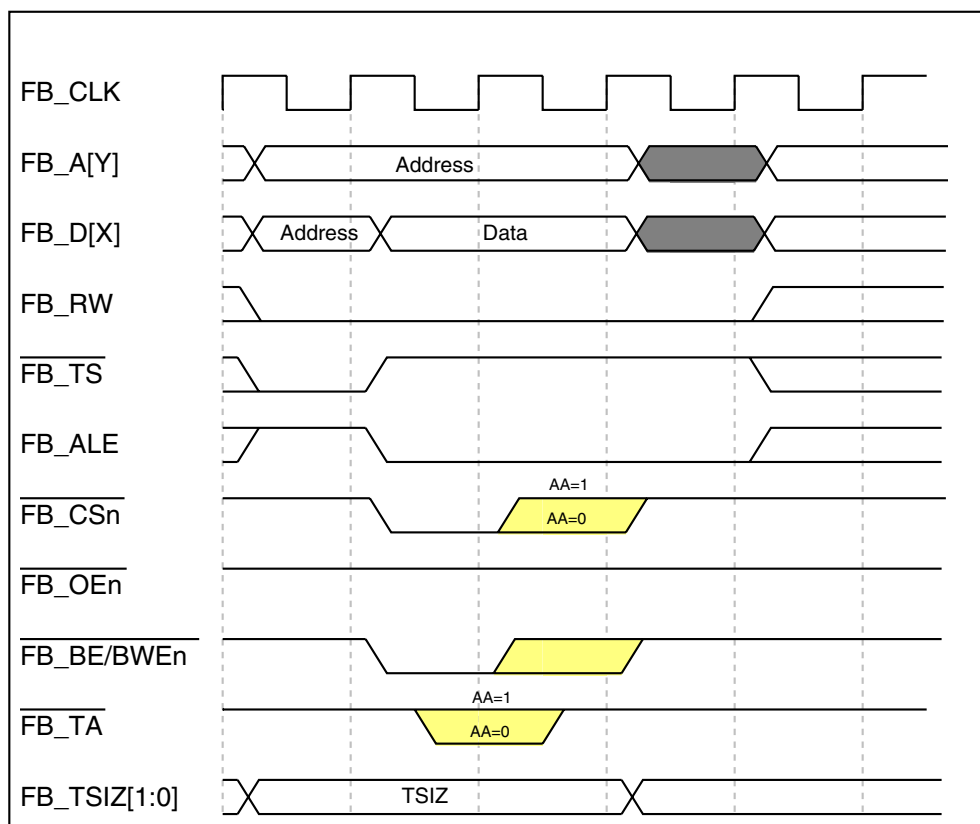 FB_CLK
FB_A[Y]
Address
FB_D[X]
Address
Data
FB_RW
FB_TS
FB_ALE
AA=1
FB_CSn
AA=0
FB_OEn
FB_BE/BWEn
AA=1
FB_TA
AA=0
FB_TSIZ[1:0]
TSIZ